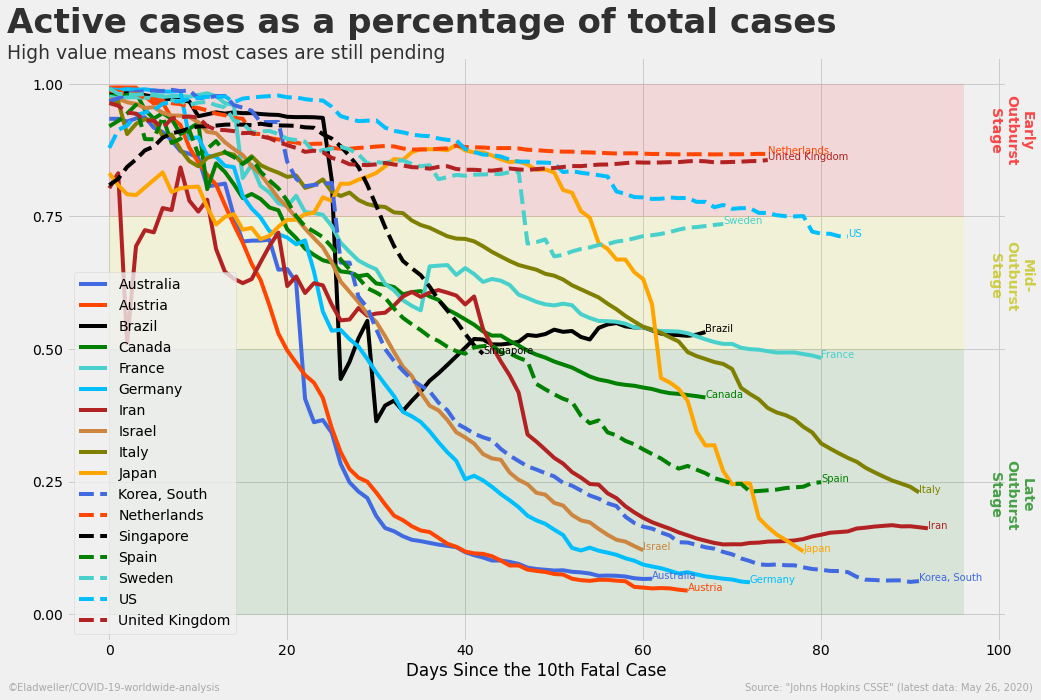 Active cases as a percentage of total cases
High value means most cases are still pending
1.00
0.75
0.50
0.25
0.00
Early
Outburst
Stage
Mid-
Outburst
Stage
Late
Outburst
Stage
Netherlands
United Kingdom
Sweden
US
Brazil
Singapore
France
Canada
Spain
Italy
Iran
Israel
Japan
Australia
Germany
Korea, South
Austria
Australia
Austria
Brazil
Canada
France
Germany
Iran
Israel
Italy
Japan
Korea, South
Netherlands
Singapore
Spain
Sweden
US
United Kingdom
0 20 40 60 80 100
Days Since the 10th Fatal Case
©Eladweller/COVID-19-worldwide-analysis
Source: "Johns Hopkins CSSE" (latest data: May 26, 2020)